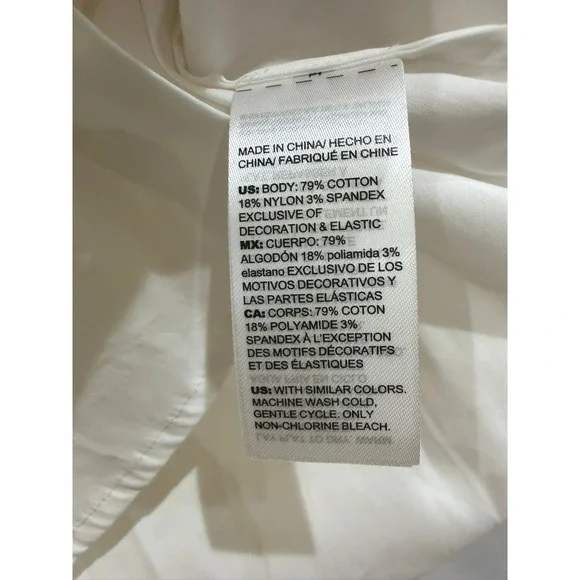 MADE IN CHINA/ HECHO EN
CHINA/ FABRIQUÉ EN CHINE
US: BODY: 79% COTTON
18% NYLON 3% SPANDEX
EXCLUSIVE OF
DECORATION & ELASTIC
MX: CUERPO: 79%
ALGODÓN 18% poliamida 3%
elastano EXCLUSIVO DE LOS
MOTIVOS DECORATIVOS Y
LAS PARTES ELÁSTICAS
CA: CORPS: 79% COTON
18% POLYAMIDE 3%
SPANDEX À L'EXCEPTION
DES MOTIFS DÉCORATIFS
ET DES ÉLASTIQUES
US: WITH SIMILAR COLORS.
MACHINE WASH COLD,
GENTLE CYCLE. ONLY
NON-CHLORINE BLEACH.